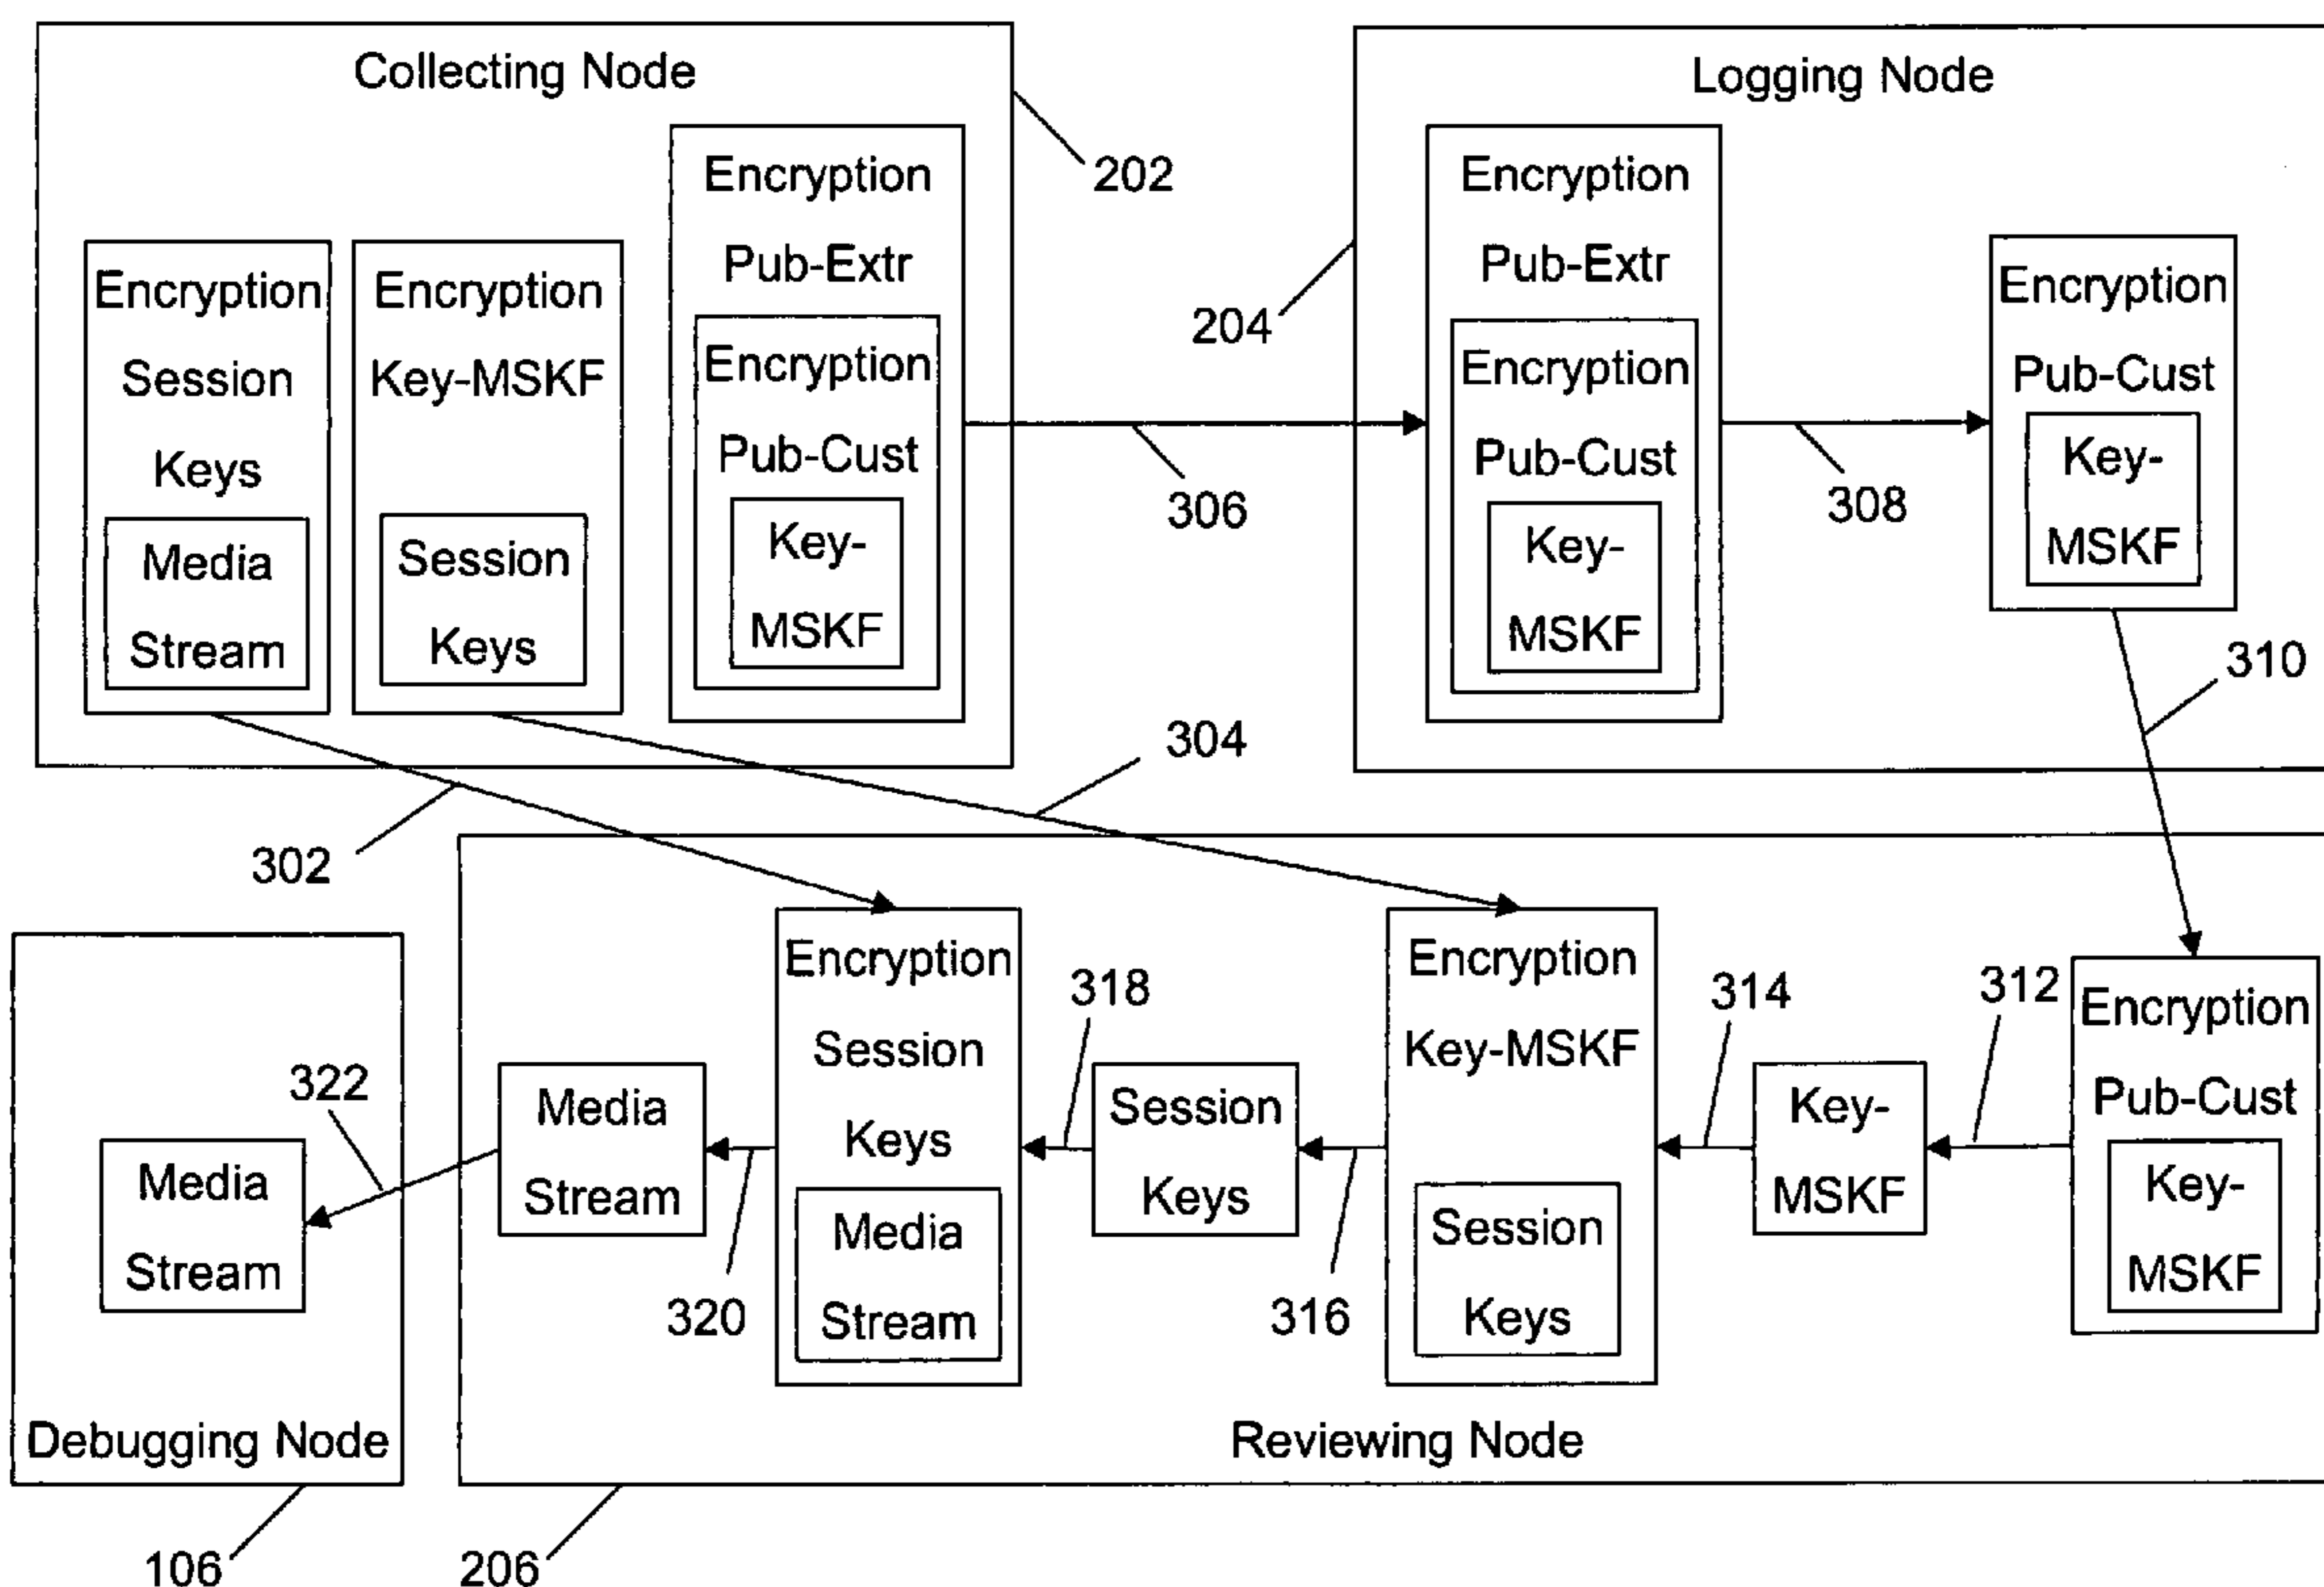 Collecting Node
Encryption
Session
Keys
Media
Stream
Encryption
Key-MSKF
Session
Keys
Encryption
Pub-Extr
Encryption
Pub-Cust
Key-
MSKF
202
306
Logging Node
204
Encryption
Pub-Extr
Encryption
Pub-Cust
Key-
MSKF
308
Encryption
Pub-Cust
Key-
MSKF
310
302
304
Debugging Node
322
Media
Stream
106
Reviewing Node
206
Media
Stream
320
Encryption
Session
Keys
Media
Stream
318
Session
Keys
316
Encryption
Key-MSKF
Session
Keys
314
Key-
MSKF
312
Encryption
Pub-Cust
Key-
MSKF